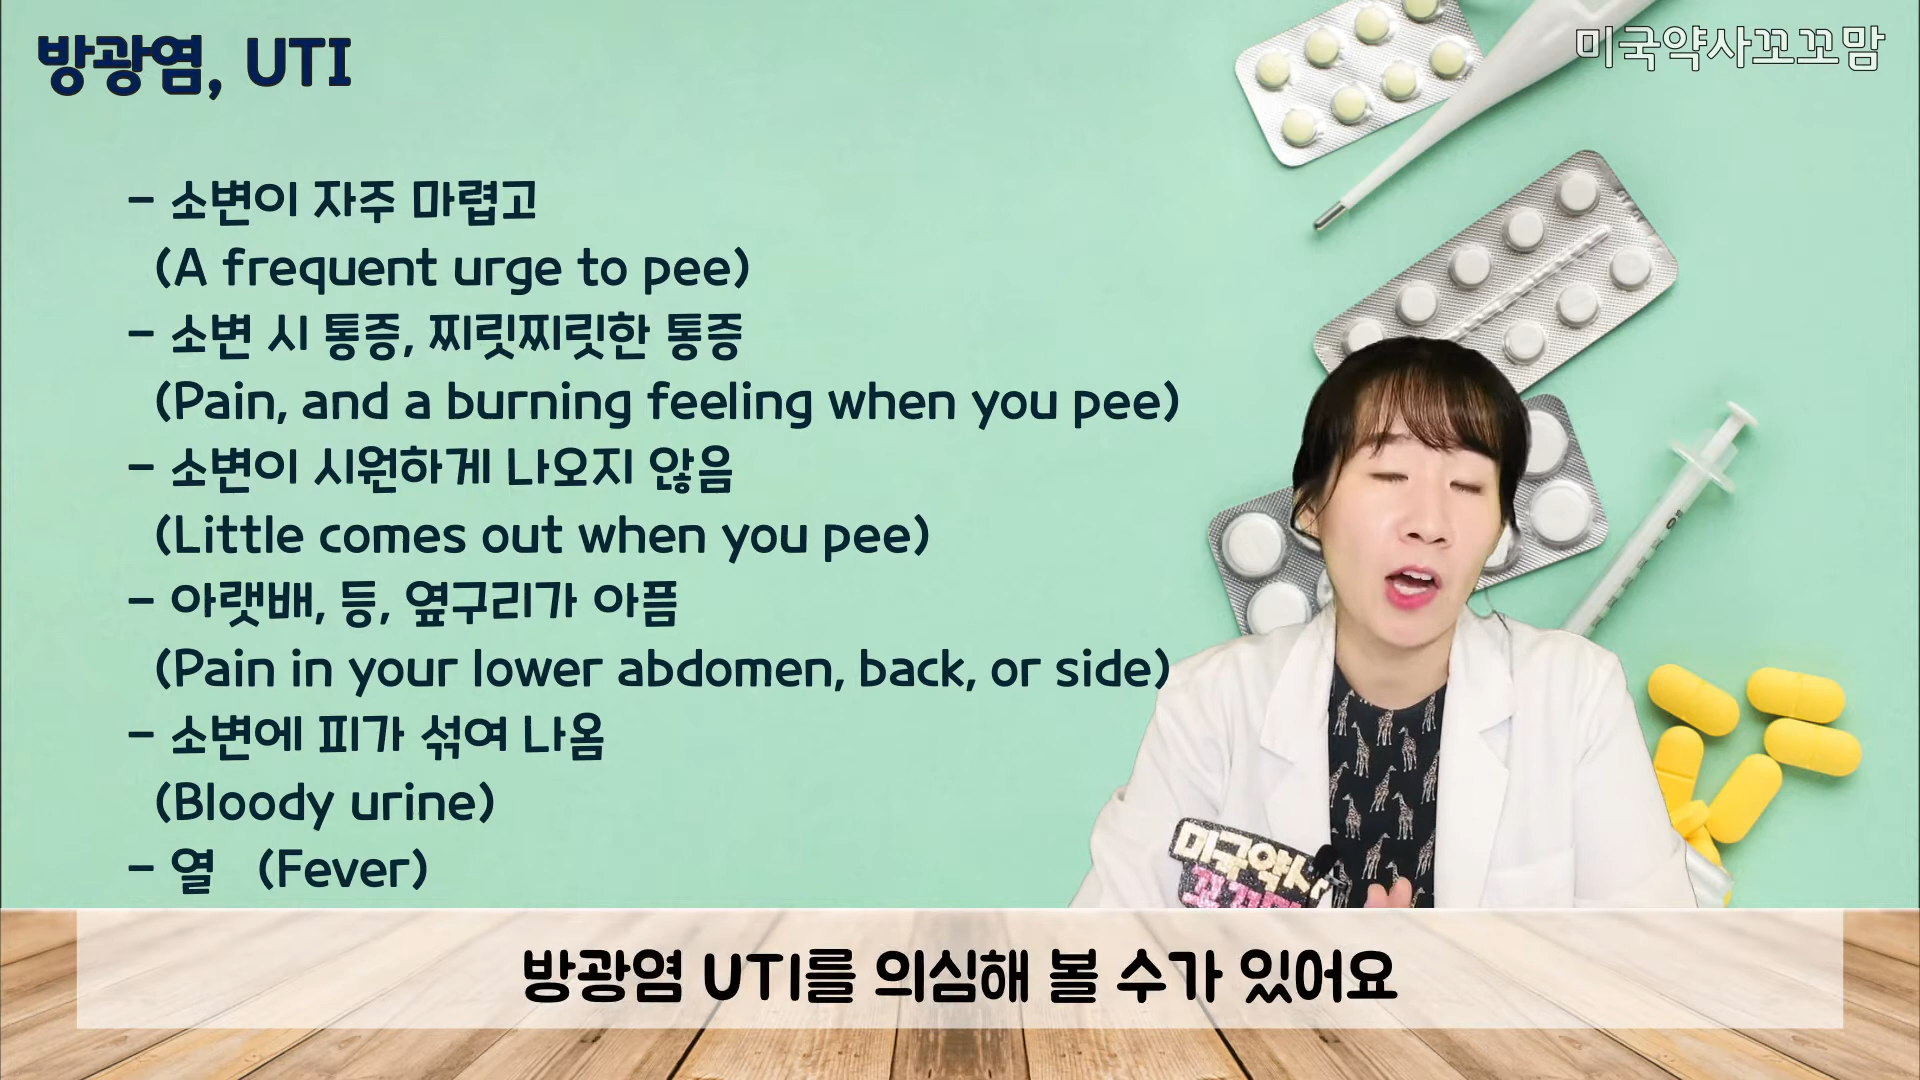 방광염, UTI
미국약사꼬꼬맘
- 소변이 자주 마렵고
(A frequent urge to pee)
- 소변 시 통증, 찌릿찌릿한 통증
(Pain, and a burning feeling when you pee)
- 소변이 시원하게 나오지 않음
(Little comes out when you pee)
- 아랫배, 등, 옆구리가 아픔
(Pain in your lower abdomen, back, or side)
- 소변에 피가 섞여 나옴
(Bloody urine)
- 열 (Fever)
미국약사
방광염 UTI를 의심해 볼 수가 있어요